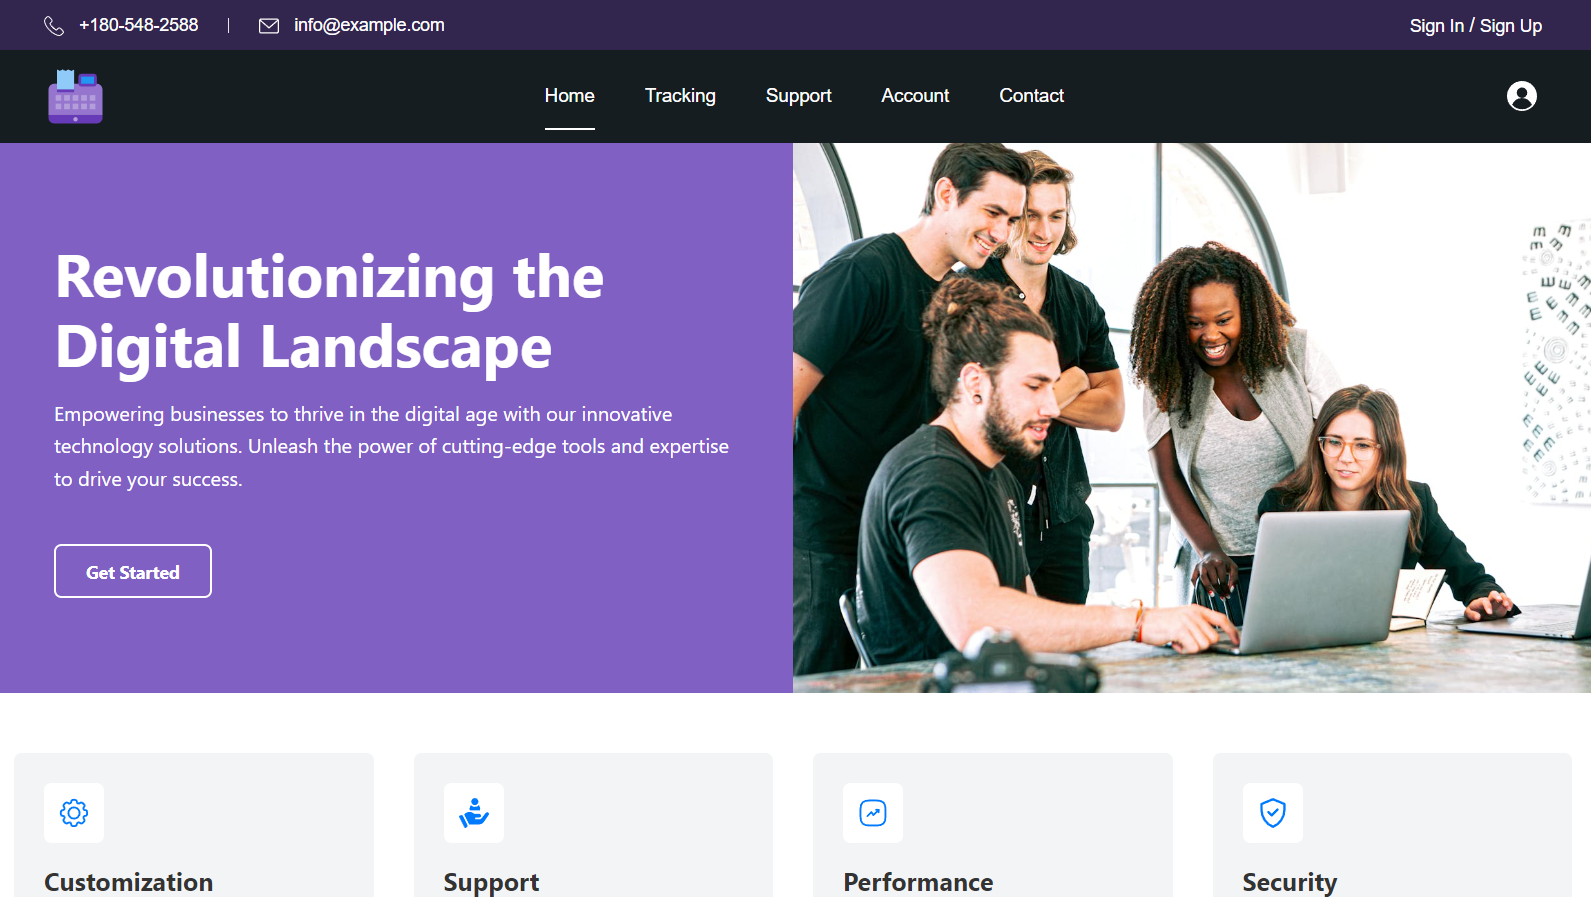 +180-548-2588 | info@example.com
Sign In / Sign Up
Home Tracking Support Account Contact
Revolutionizing the
Digital Landscape
Empowering businesses to thrive in the digital age with our innovative
technology solutions. Unleash the power of cutting-edge tools and expertise
to drive your success.
Get Started
Customization
Support
Performance
Security